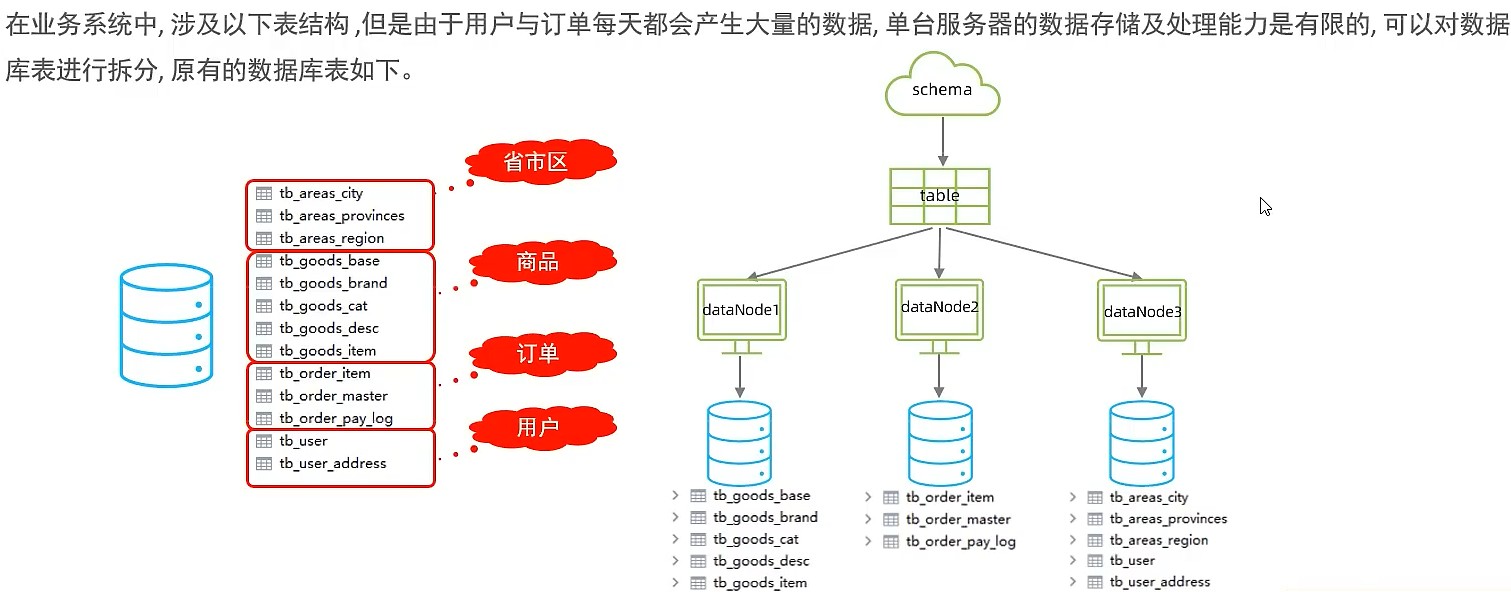 在业务系统中, 涉及以下表结构 ,但是由于用户与订单每天都会产生大量的数据, 单台服务器的数据存储及处理能力是有限的, 可以对数据
库表进行拆分, 原有的数据库表如下。
tb_areas_city
tb_areas_provinces
tb_areas_region
tb_goods_base
tb_goods_brand
tb_goods_cat
tb_goods_desc
tb_goods_item
tb_order_item
tb_order_master
tb_order_pay_log
tb_user
tb_user_address
省市区
商品
订单
用户
schema
table
dataNode1
dataNode2
dataNode3
tb_goods_base
tb_goods_brand
tb_goods_cat
tb_goods_desc
tb_goods_item
tb_order_item
tb_order_master
tb_order_pay_log
tb_areas_city
tb_areas_provinces
tb_areas_region
tb_user
tb_user_address